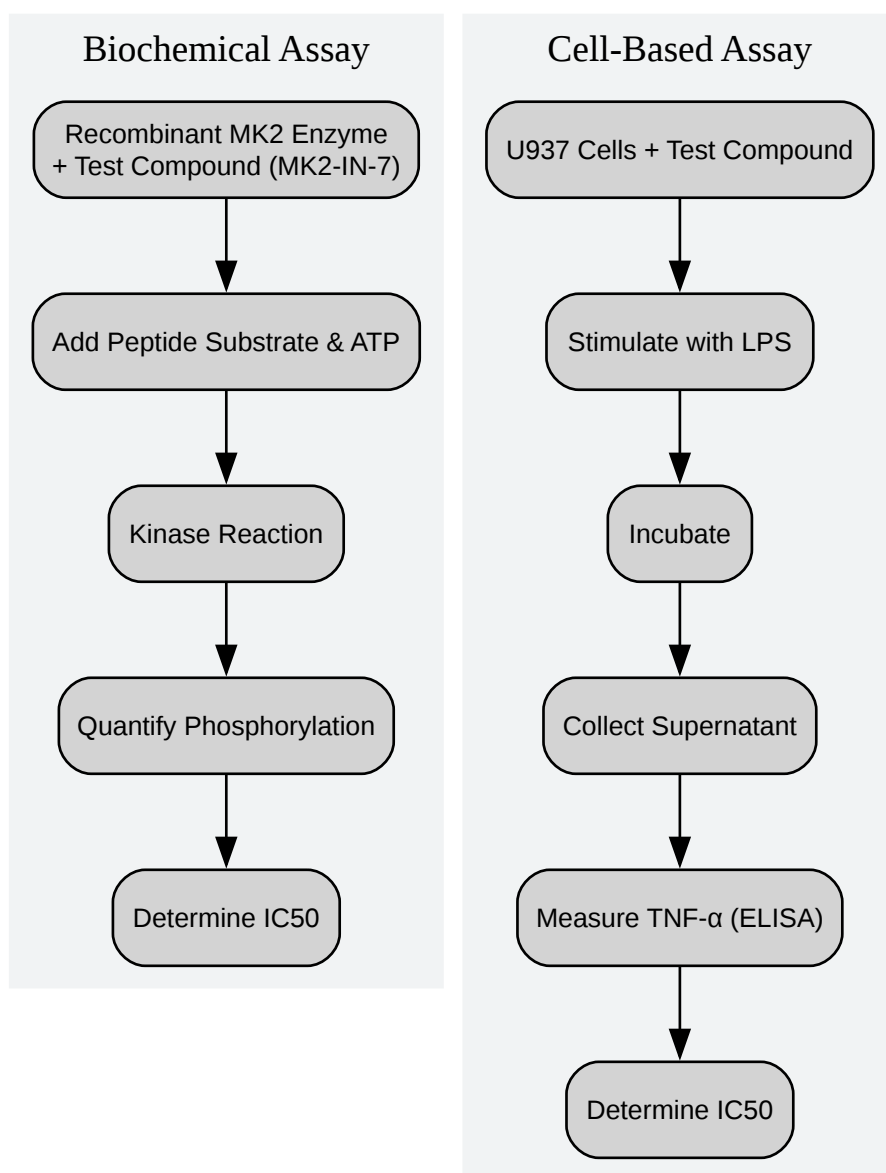 Biochemical Assay
Recombinant MK2 Enzyme
+ Test Compound (MK2-IN-7)
Add Peptide Substrate & ATP
Kinase Reaction
Quantify Phosphorylation
Determine IC50
Cell-Based Assay
U937 Cells + Test Compound
Stimulate with LPS
Incubate
Collect Supernatant
Measure TNF-α (ELISA)
Determine IC50